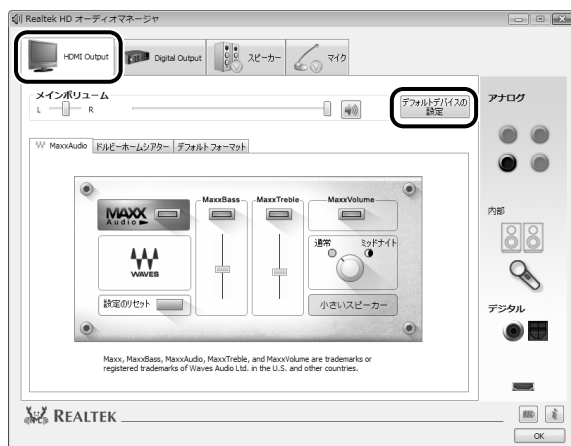 Realtek HD オーディオマネージャ
HDMI Output
Digital Output
スピーカー
マイク
メインボリューム
L
R
デフォルトデバイスの
設定
MaxxAudio
ドルビーホームシアター
デフォルト フォーマット
MAXX
Audio
MaxxBass
MaxxTreble
MaxxVolume
WAVES
通常
ミッドナイト
設定のリセット
小さいスピーカー
Maxx, MaxxBass, MaxxAudio, MaxxTreble, and MaxxVolume are trademarks or
registered trademarks of Waves Audio Ltd. in the U.S. and other countries.
アナログ
内部
デジタル
REALTEK
OK